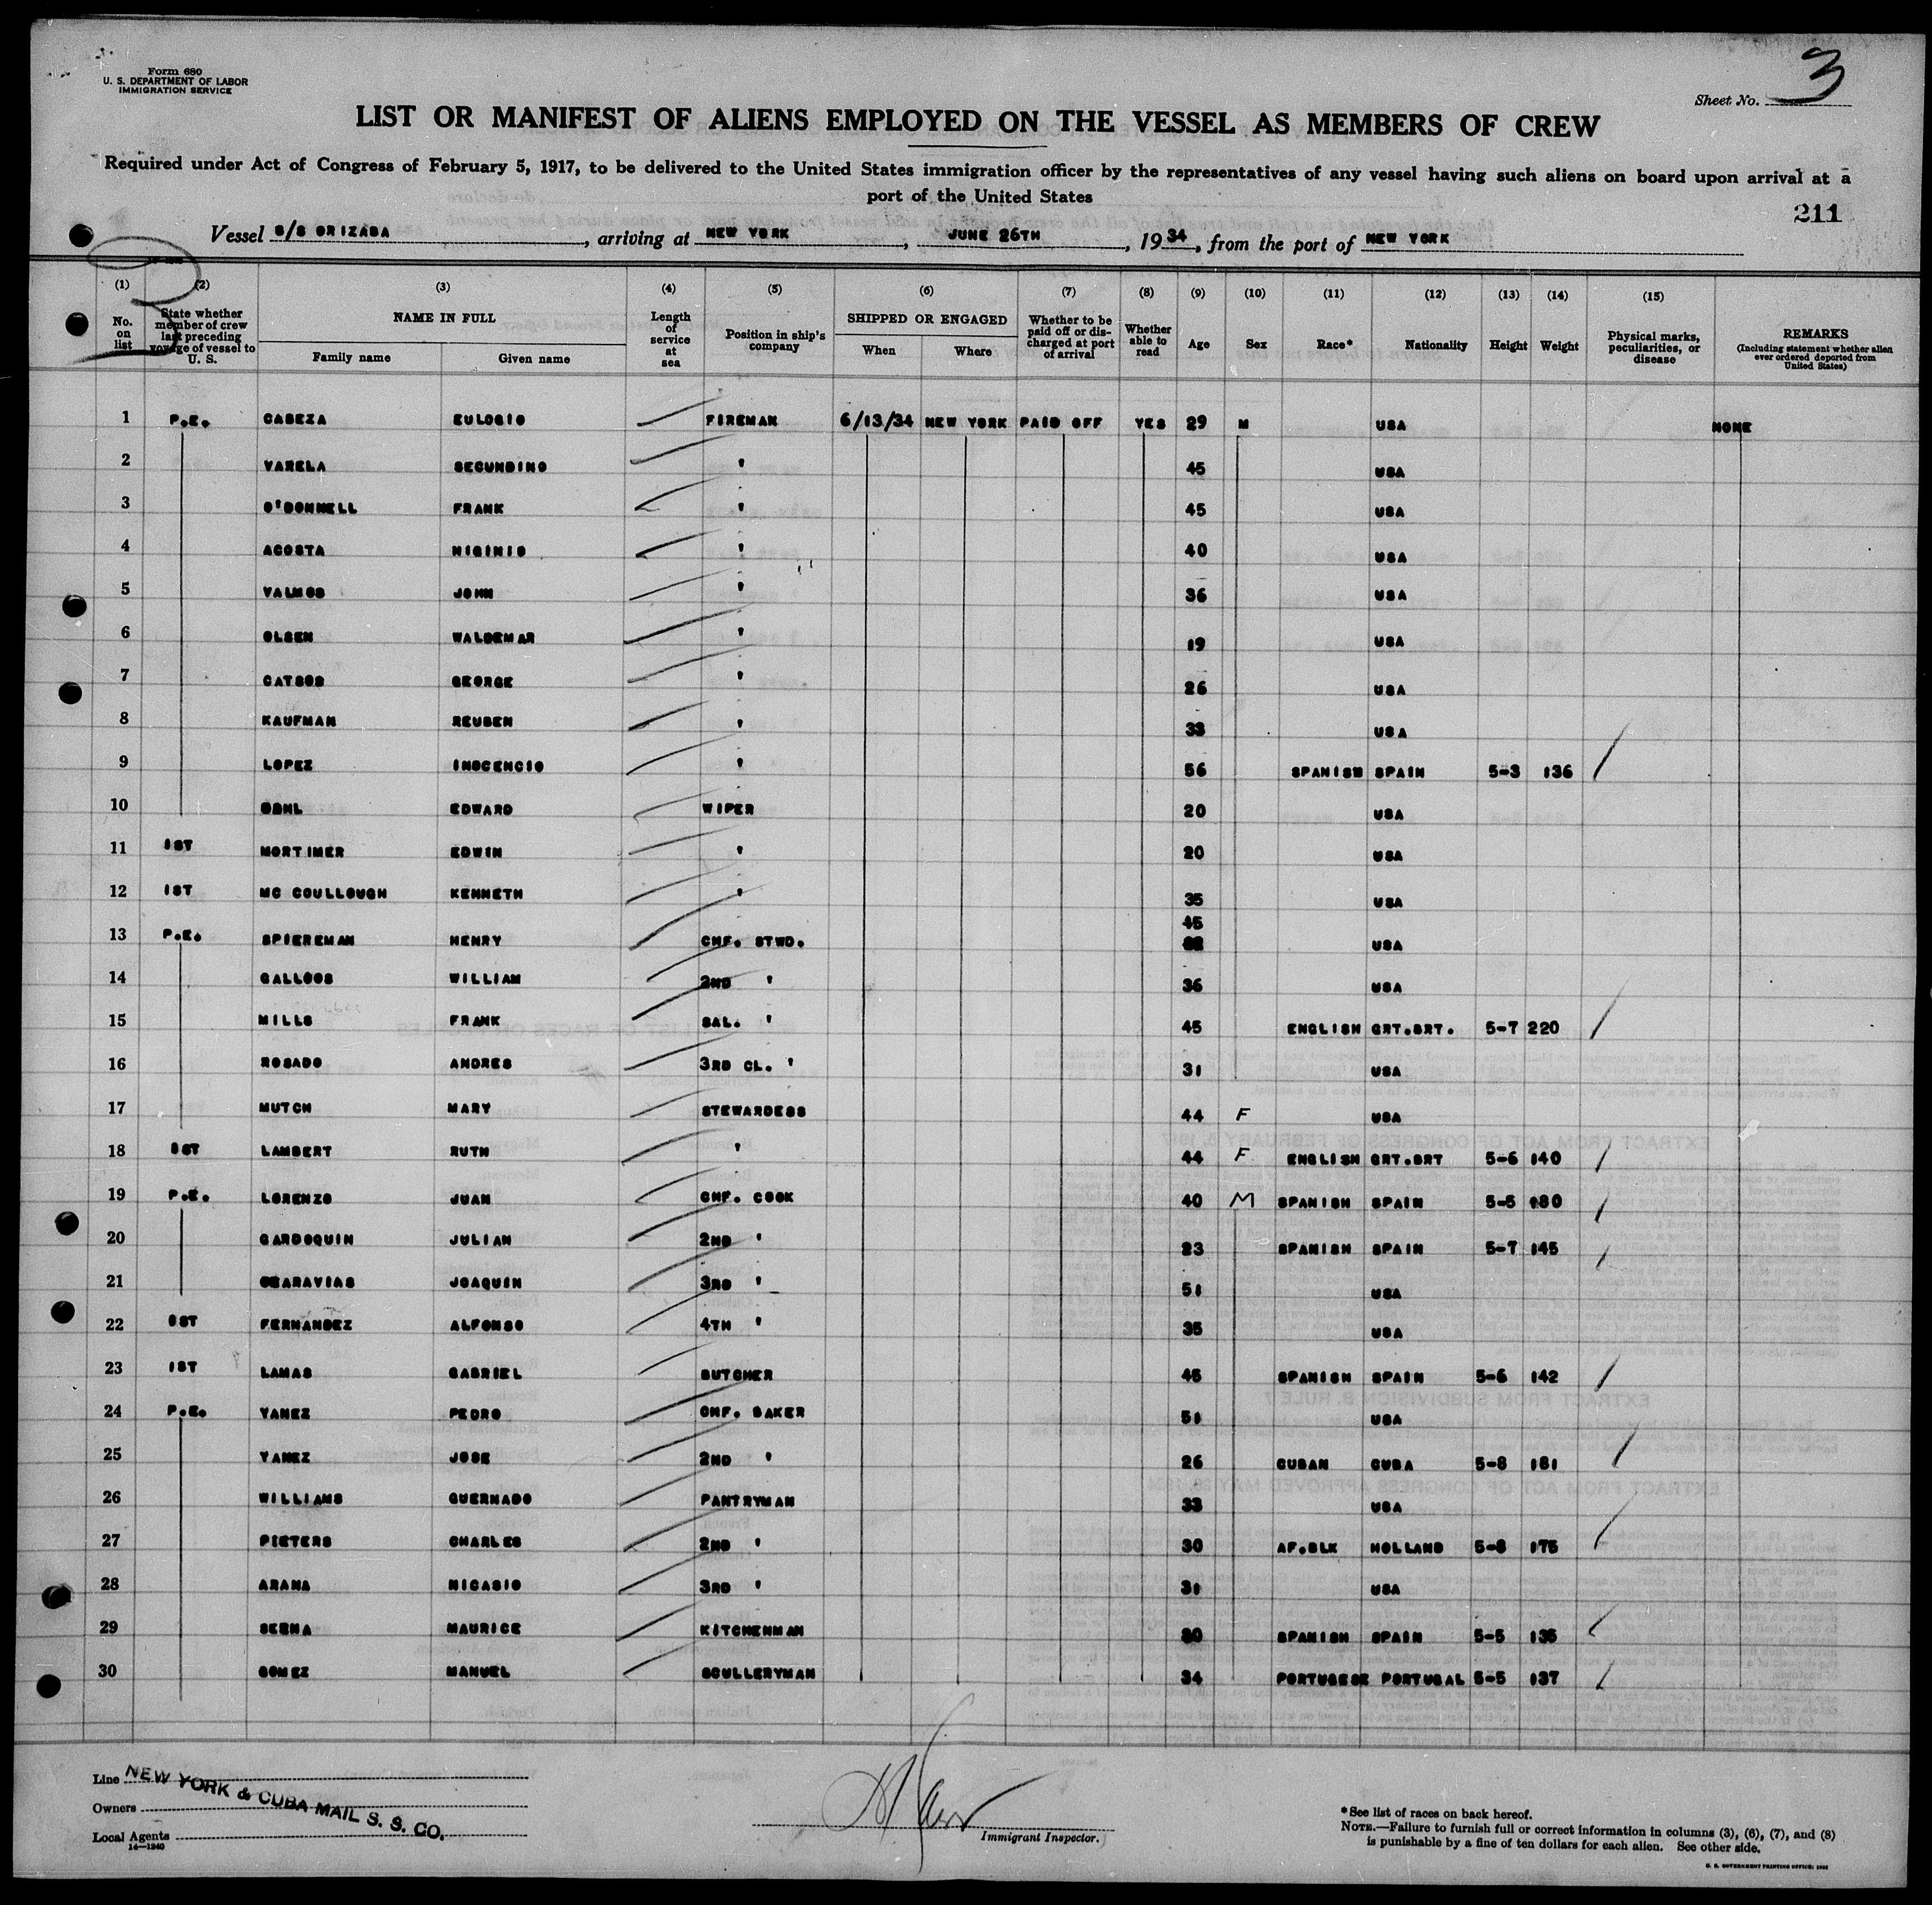 Form 680
U. S. DEPARTMENT OF LABOR
IMMIGRATION SERVICE
Sheet No. 3
LIST OR MANIFEST OF ALIENS EMPLOYED ON THE VESSEL AS MEMBERS OF CREW
Required under Act of Congress of February 5, 1917, to be delivered to the United States immigration officer by the representatives of any vessel having such aliens on board upon arrival at a
port of the United States
211
Vessel S/S ORIZABA, arriving at NEW YORK, JUNE 26TH, 1934, from the port of NEW YORK
(1) (2) (3) (4) (5) (6) (7) (8) (9) (10) (11) (12) (13) (14) (15)
No. on list State whether member of crew last preceding voyage of vessel to U. S. NAME IN FULL Family name Given name Length of service at sea Position in ship's company SHIPPED OR ENGAGED When Where Whether to be paid off or discharged at port of arrival Whether able to read Age Sex Race* Nationality Height Weight Physical marks, peculiarities, or disease REMARKS (Including statement whether alien ever ordered deported from United States)
1 P.E. CABEZA EULOGIO FIREMAN 6/13/34 NEW YORK PAID OFF YES 29 M USA NONE
2 VARELA SECUNDINO ' 45 USA
3 O'DONNELL FRANK ' 45 USA
4 ACOSTA HIGINIO ' 40 USA
5 VALMOS JOHN ' 36 USA
6 OLSEN WALDEMAR ' 19 USA
7 CATSOS GEORGE ' 26 USA
8 KAUFMAN REUBEN ' 33 USA
9 LOPEZ INOCENCIO ' 56 SPANISH SPAIN 5-3 136
10 EDWARD WIPER 20 USA
11 1ST MORTIMER EDWIN ' 20 USA
12 1ST MC COULLOUGH KENNETH ' 35 USA
13 P.E. SPIEREMAN HENRY CHF. STWD. 45 USA
14 GALLOOS WILLIAM 2ND ' 36 USA
15 MILLS FRANK SAL. ' 45 ENGLISH GRT.BRT. 5-7 220
16 ROSADO ANDRES 3RD CL. ' 31 USA
17 MUTCH MARY STEWARDESS 44 F USA
18 1ST LAMBERT RUTH ' 44 F ENGLISH GRT.BRT 5-6 140
19 P.E. LORENZO JUAN CHF. COOK 40 M SPANISH SPAIN 5-5 180
20 GARDOQUIN JULIAN 2ND ' 23 SPANISH SPAIN 5-7 145
21 JOAQUIN 3RD ' 51 USA
22 1ST FERNANDEZ ALFONSO 4TH ' 35 USA
23 1ST LAMAS GABRIEL BUTCHER 45 SPANISH SPAIN 5-6 142
24 P.E. YANEZ PEDRO CHF. BAKER 51 USA
25 YANEZ JOSE 2ND ' 26 CUBAN CUBA 5-8 181
26 WILLIAMS GUERNADO PANTRYMAN 33 USA
27 PIETERS CHARLES 2ND ' 30 AF.BLK HOLLAND 5-8 175
28 ARANA NICASIO 3RD ' 31 USA
29 MAURICE KITCHENMAN 30 SPANISH SPAIN 5-5 135
30 GOMEZ MANUEL SCULLERYMAN 34 PORTUGESE PORTUGAL 5-5 137
Line NEW YORK & CUBA MAIL S. S. CO.
Owners
Local Agents
14—1240
Immigrant Inspector.
*See list of races on back hereof.
NOTE.—Failure to furnish full or correct information in columns (3), (6), (7), and (8)
is punishable by a fine of ten dollars for each alien. See other side.